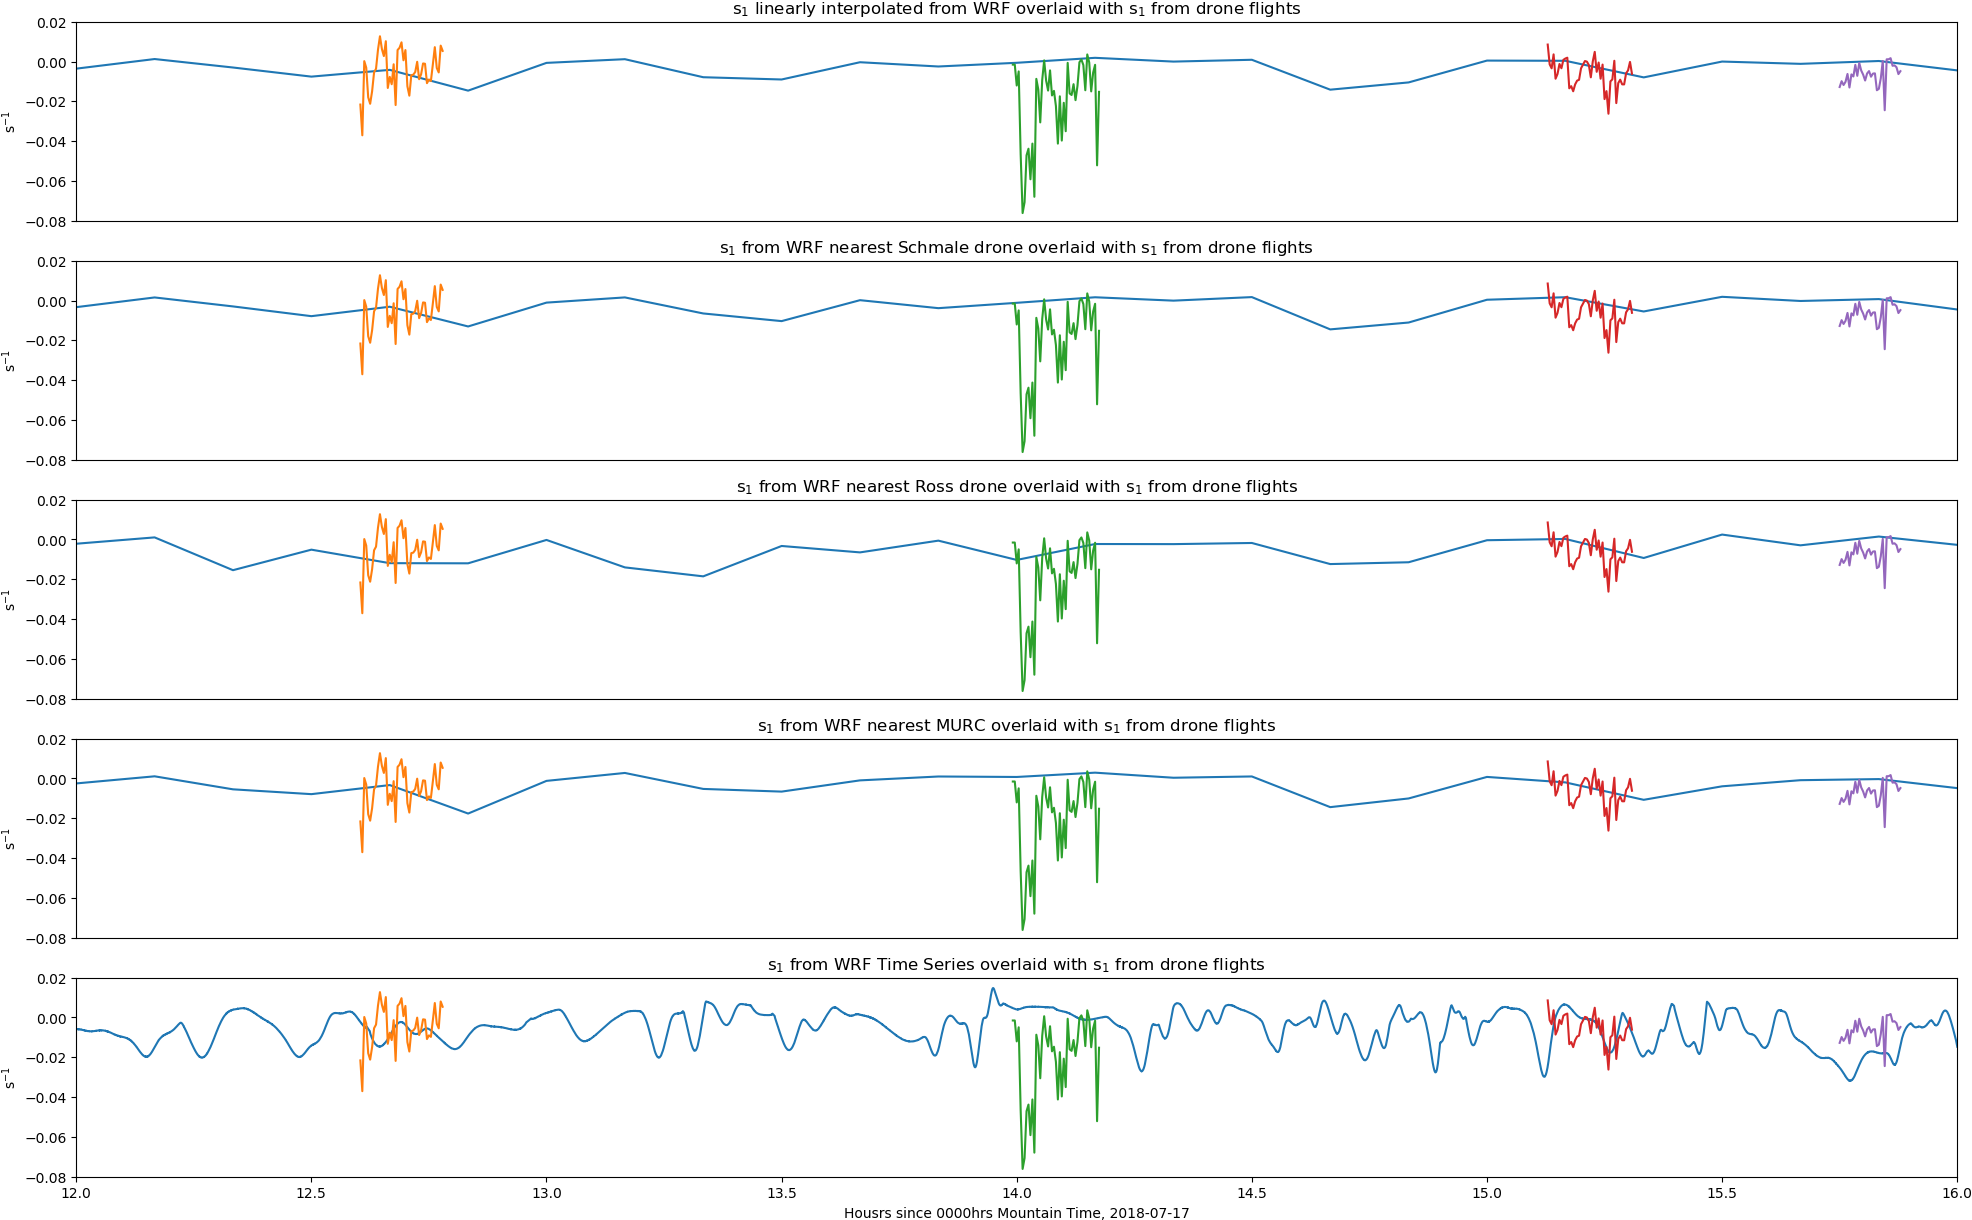 s₁ linearly interpolated from WRF overlaid with s₁ from drone flights
0.02
0.00
−0.02
−0.04
−0.06
−0.08
s⁻¹
s₁ from WRF nearest Schmale drone overlaid with s₁ from drone flights
0.02
0.00
−0.02
−0.04
−0.06
−0.08
s⁻¹
s₁ from WRF nearest Ross drone overlaid with s₁ from drone flights
0.02
0.00
−0.02
−0.04
−0.06
−0.08
s⁻¹
s₁ from WRF nearest MURC overlaid with s₁ from drone flights
0.02
0.00
−0.02
−0.04
−0.06
−0.08
s⁻¹
s₁ from WRF Time Series overlaid with s₁ from drone flights
0.02
0.00
−0.02
−0.04
−0.06
−0.08
s⁻¹
12.0 12.5 13.0 13.5 14.0 14.5 15.0 15.5 16.0
Housrs since 0000hrs Mountain Time, 2018-07-17